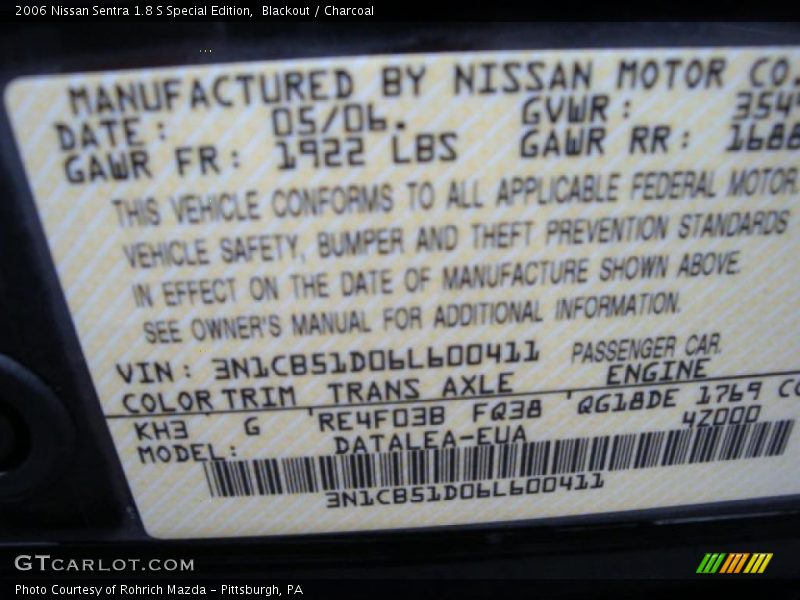 2006 Nissan Sentra 1.8 S Special Edition, Blackout / Charcoal
MANUFACTURED BY NISSAN MOTOR CO.
DATE: 05/06. GVWR:
GAWR FR: 1922 LBS GAWR RR: 1688
THIS VEHICLE CONFORMS TO ALL APPLICABLE FEDERAL MOTOR
VEHICLE SAFETY, BUMPER AND THEFT PREVENTION STANDARDS
IN EFFECT ON THE DATE OF MANUFACTURE SHOWN ABOVE.
SEE OWNER'S MANUAL FOR ADDITIONAL INFORMATION.
VIN: 3N1CB51D06L600411 PASSENGER CAR.
COLOR TRIM TRANS AXLE ENGINE
KH3 G RE4F03B FQ38 QG18DE 1769
MODEL: DATALEA-EUA 42000
3N1CB51D06L600411
GTCARLOT.COM
Photo Courtesy of Rohrich Mazda - Pittsburgh, PA